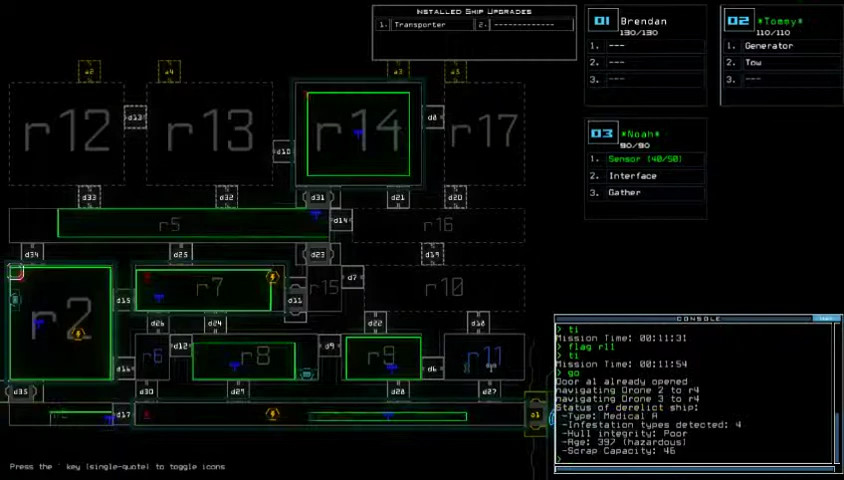 INSTALLED SHIP UPGRADES
1. Transporter 2. -------------
01 Brendan
130/130
1. ---
2. ---
3. ---
02 *Tommy*
110/110
1. Generator
2. Tow
3. ---
03 *Noah*
90/90
1. Sensor (40/50)
2. Interface
3. Gather
a2 a4 a3 a5
r12 d13 r13 d10 r14 d8 r17
d33 d32 d31 d21 d20
r5 d14 r16
d34 d25 d23 d19
r2 d15 r7 d11 r15 d7 r10
d26 d24 d22 d18
d16 r6 d12 r8 d9 r9 d6 r11
d35 d30 d29 d28 d27
d17 a1
CONSOLE
> ti
Mission Time: 00:11:31
> flag r11
> ti
Mission Time: 00:11:54
> go
Door a1 already opened
navigating Drone 2 to r4
navigating Drone 3 to r4
Status of derelict ship:
-Type: Medical A
-Infestation types detected: 4
-Hull integrity: Poor
-Age: 397 (hazardous)
-Scrap Capacity: 46
>
Press the ' key (single-quote) to toggle icons